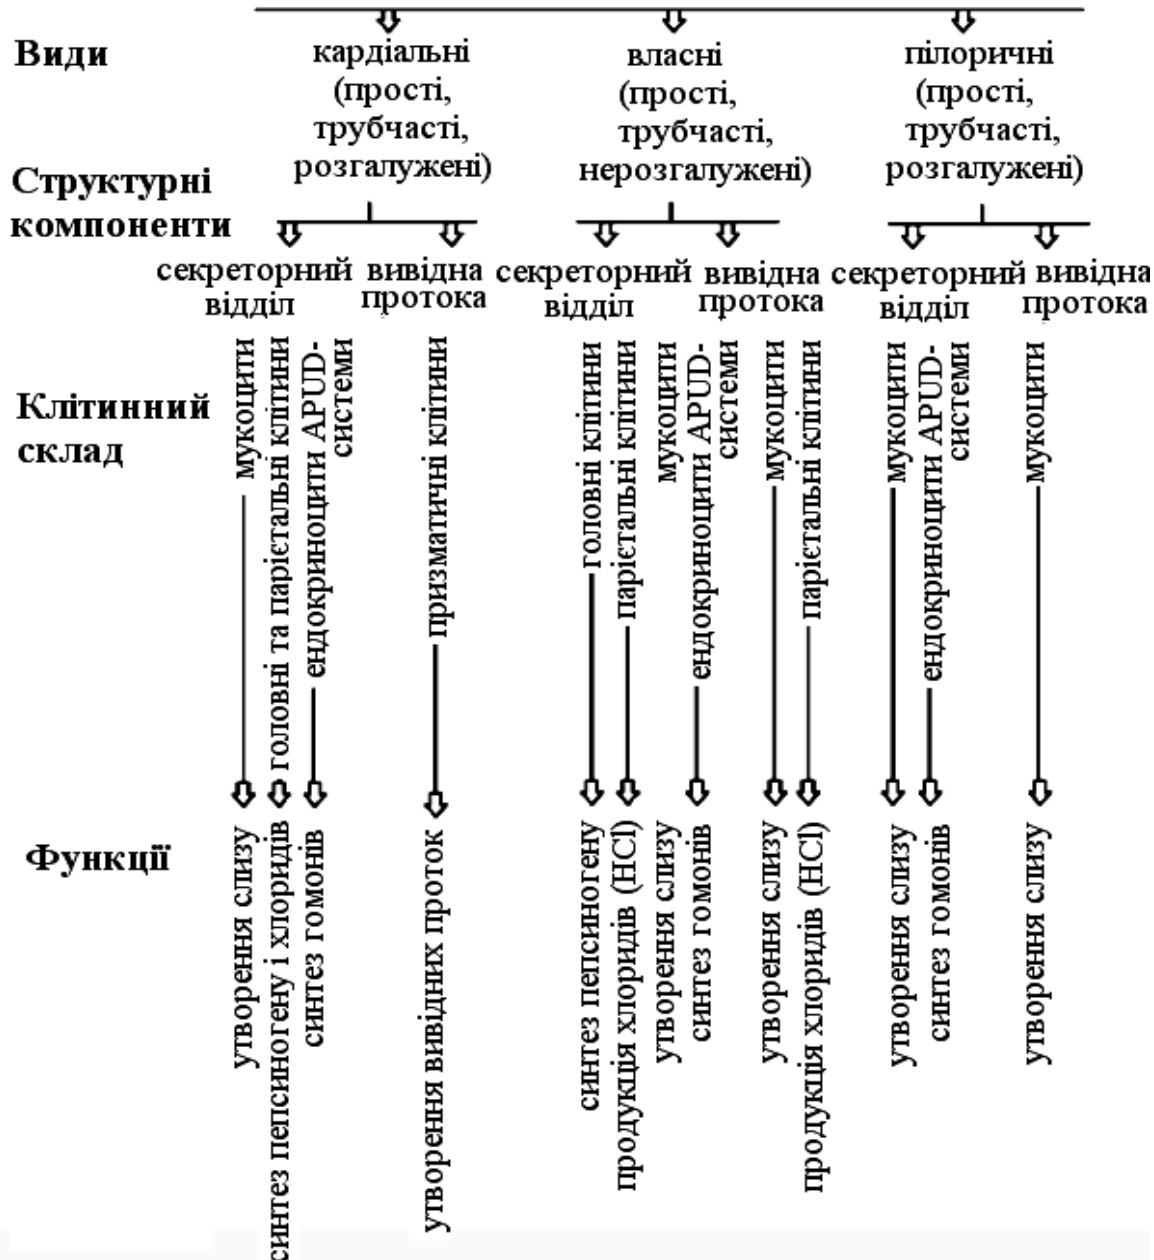 Види
кардіальні
(прості,
трубчасті,
розгалужені)
власні
(прості,
трубчасті,
нерозгалужені)
пілоричні
(прості,
трубчасті,
розгалужені)
Структурні
компоненти
секреторний
відділ
вивідна
протока
секреторний
відділ
вивідна
протока
секреторний
відділ
вивідна
протока
Клітинний
склад
мукоцити
головні та парієтальні клітини
ендокриноцити APUD-
системи
призматичні клітини
головні клітини
парієтальні клітини
мукоцити
ендокриноцити APUD-
системи
мукоцити
парієтальні клітини
мукоцити
ендокриноцити APUD-
системи
мукоцити
Функції
утворення слизу
синтез пепсиногену і хлоридів
синтез гомонів
утворення вивідних проток
синтез пепсиногену
продукція хлоридів (HCl)
утворення слизу
синтез гомонів
утворення слизу
продукція хлоридів (HCl)
утворення слизу
синтез гомонів
утворення слизу